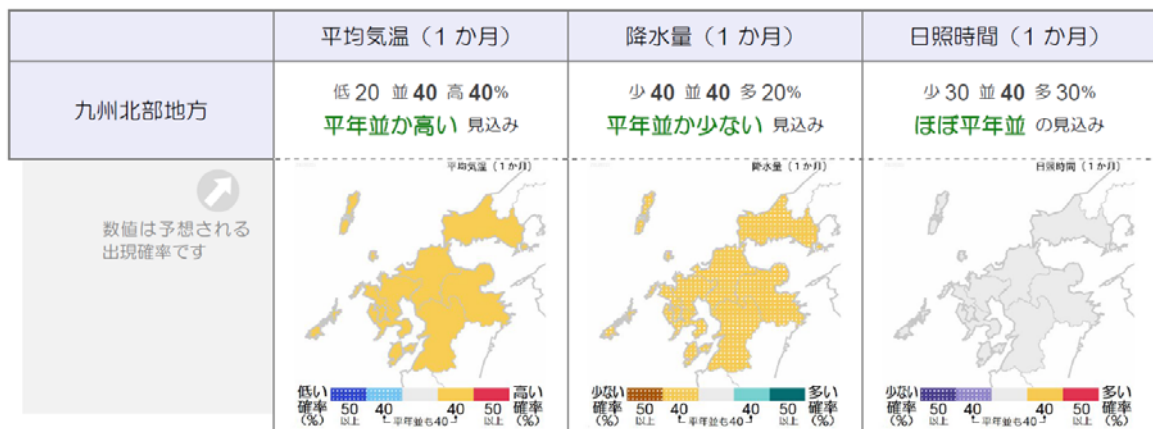 平均気温（1 か月） 降水量（1 か月） 日照時間（1 か月）
九州北部地方
低 20 並 40 高 40% 少 40 並 40 多 20% 少 30 並 40 多 30%
平年並か高い 見込み 平年並か少ない 見込み ほぼ平年並 の見込み
平均気温（1か月） 降水量（1か月） 日照時間（1か月）
数値は予想される
出現確率です
低い 高い 少ない 多い 少ない 多い
確率 確率 確率 確率 確率 確率
(%) 50 40 40 50 (%) (%) 50 40 40 50 (%) (%) 50 40 40 50 (%)
以上 平年並も40 以上 以上 平年並も40 以上 以上 平年並も40 以上